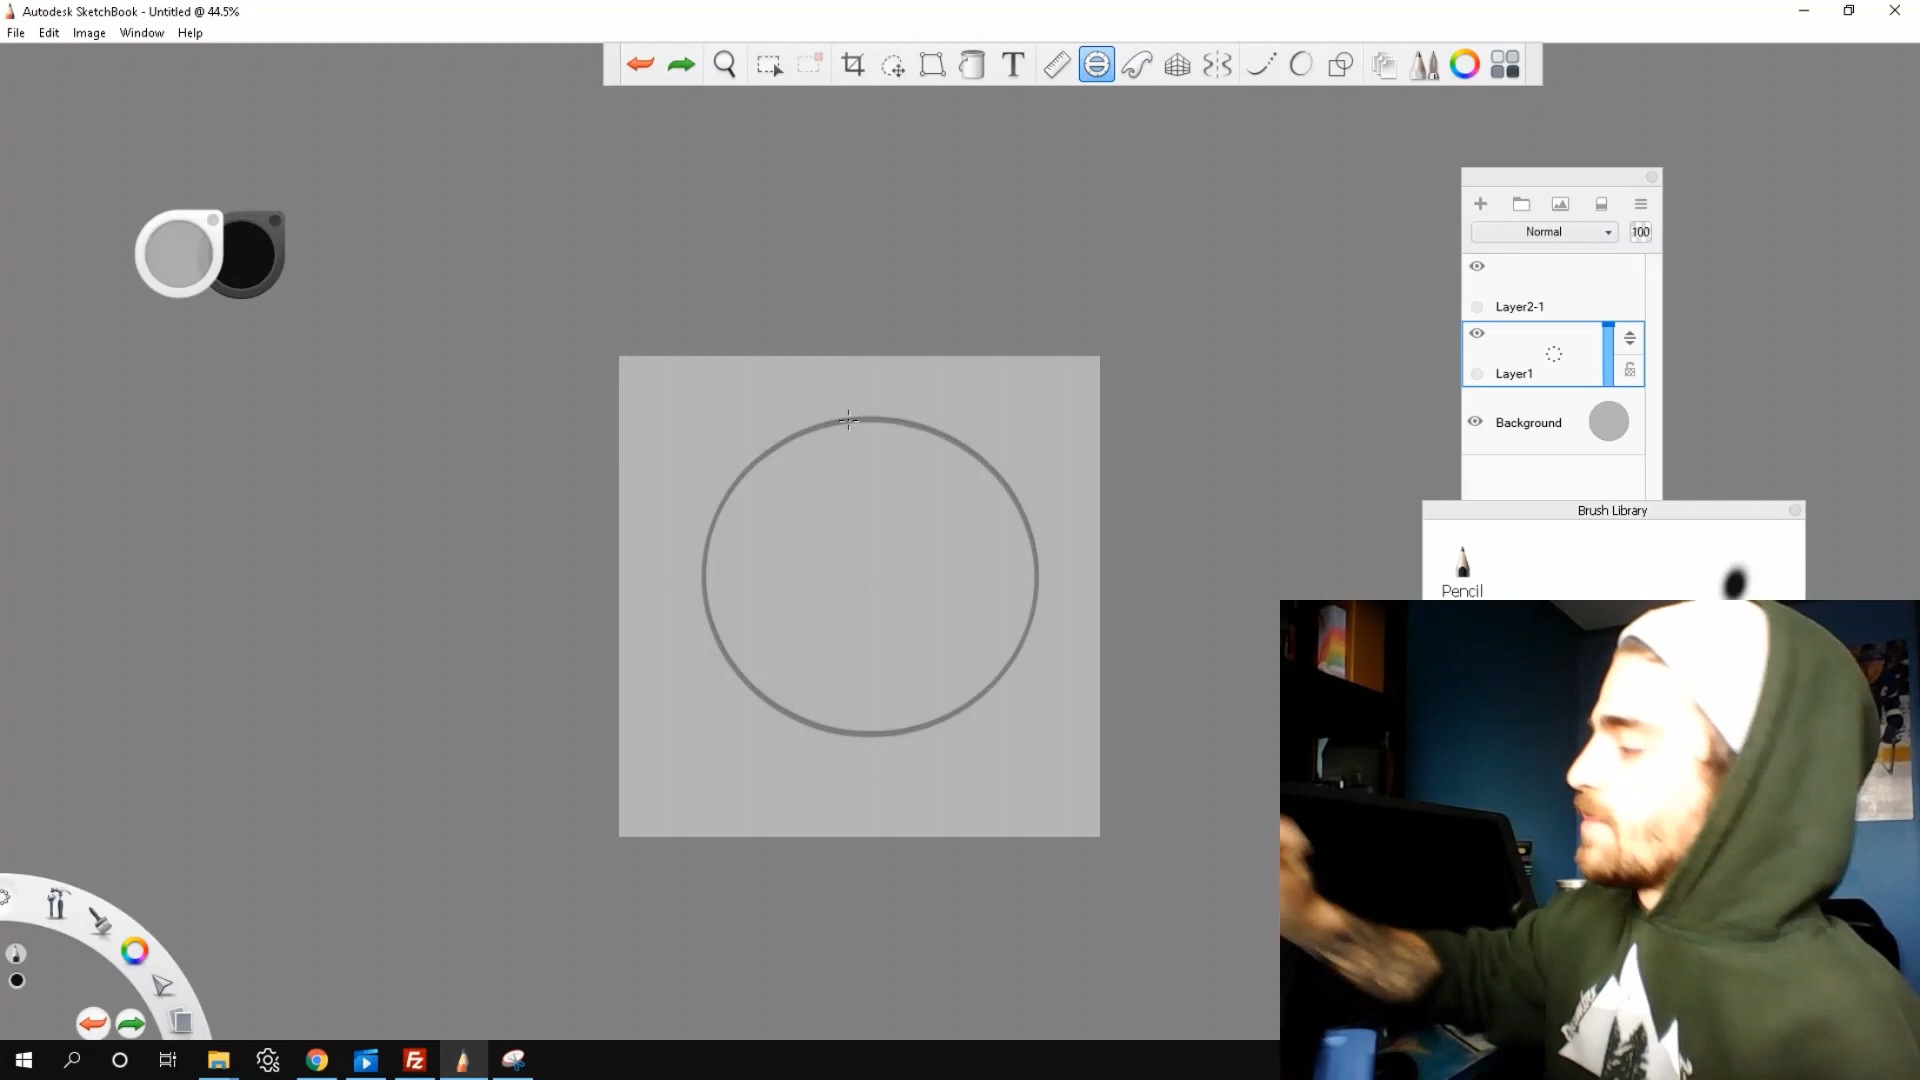 Autodesk SketchBook - Untitled @ 44.5%
File Edit Image Window Help
T
Normal 100
Layer2-1
Layer1
Background
Brush Library
Pencil
Fz